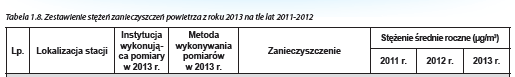 Tabela 1.8. Zestawienie stężeń zanieczyszczeń powietrza z roku 2013 na tle lat 2011-2012
Lp.
Lokalizacja stacji
Instytucja
wykonują-
ca pomiary
w 2013 r.
Metoda
wykonywania
pomiarów
w 2013 r.
Zanieczyszczenie
Stężenie średnie roczne (µg/m³)
2011 r.
2012 r.
2013 r.